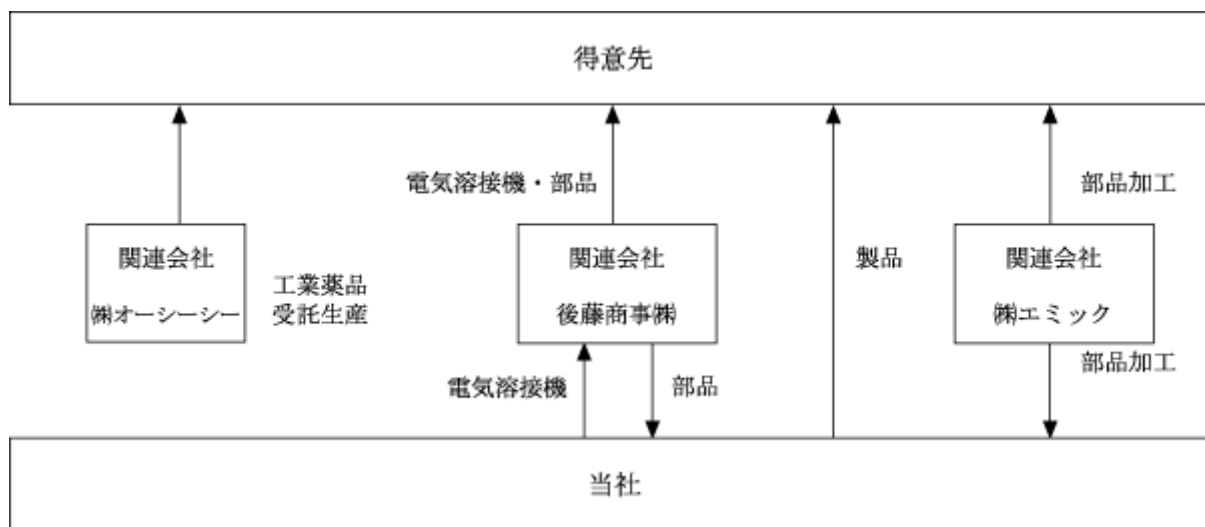 得意先
電気溶接機・部品
部品加工
関連会社
㈱オーシーシー
工業薬品
受託生産
関連会社
後藤商事㈱
製品
関連会社
㈱エミック
電気溶接機
部品
部品加工
当社